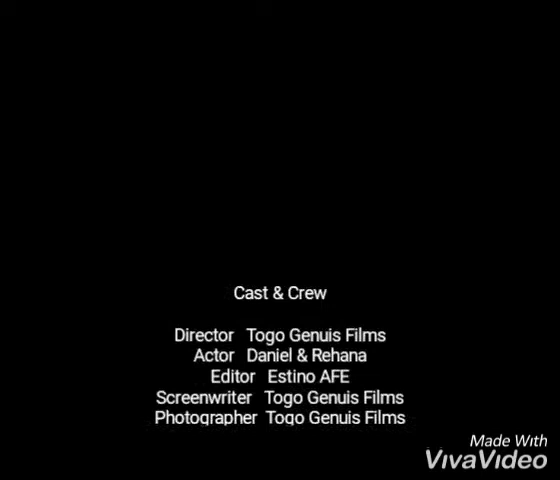 Cast & Crew
Director Togo Genuis Films
Actor Daniel & Rehana
Editor Estino AFE
Screenwriter Togo Genuis Films
Photographer Togo Genuis Films
Made With
VivaVideo